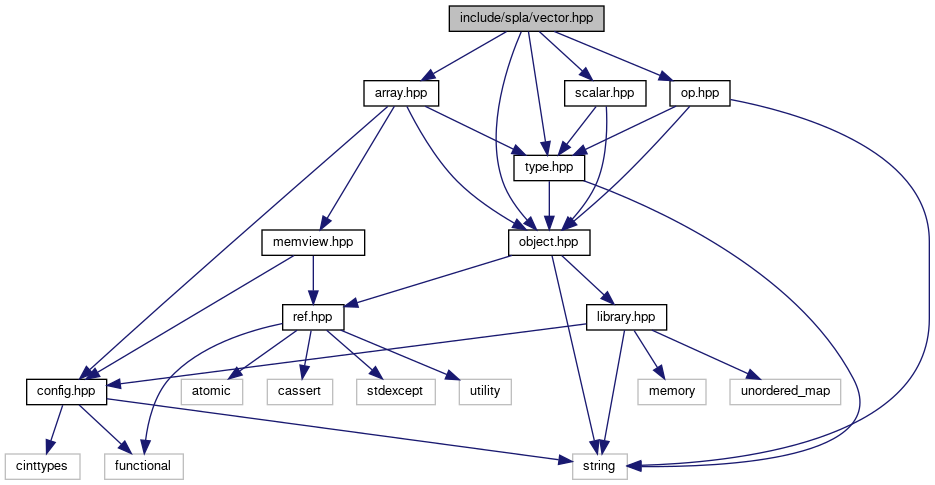 include/spla/vector.hpp
array.hpp
scalar.hpp
op.hpp
type.hpp
memview.hpp
object.hpp
ref.hpp
library.hpp
config.hpp
atomic
cassert
stdexcept
utility
memory
unordered_map
cinttypes
functional
string